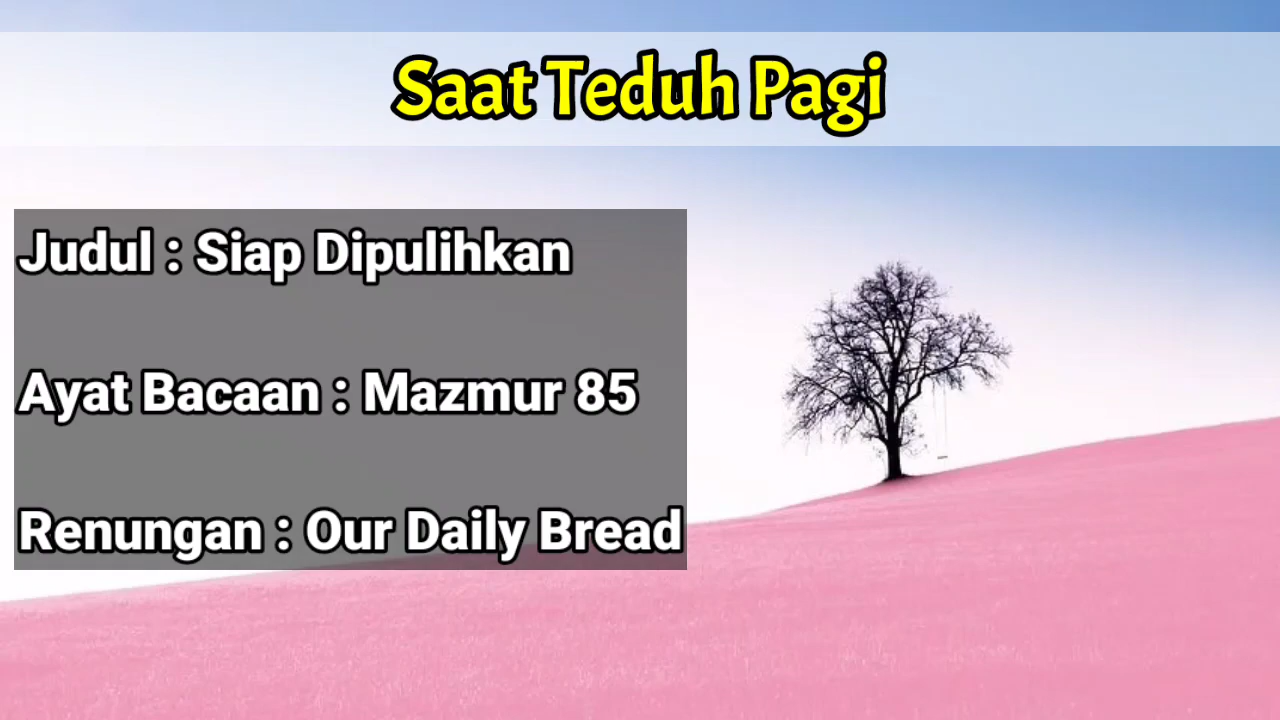 Saat Teduh Pagi
Judul : Siap Dipulihkan
Ayat Bacaan : Mazmur 85
Renungan : Our Daily Bread